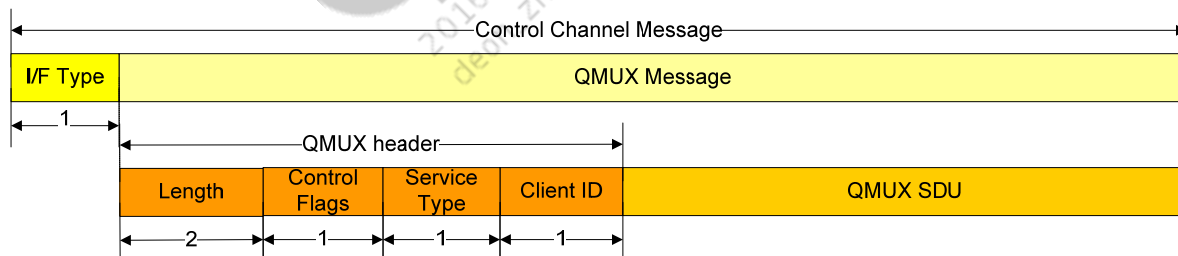 2016
Control Channel Message
I/F Type
QMUX Message
1
QMUX header
Length
Control
Flags
Service
Type
Client ID
QMUX SDU
2
1
1
1